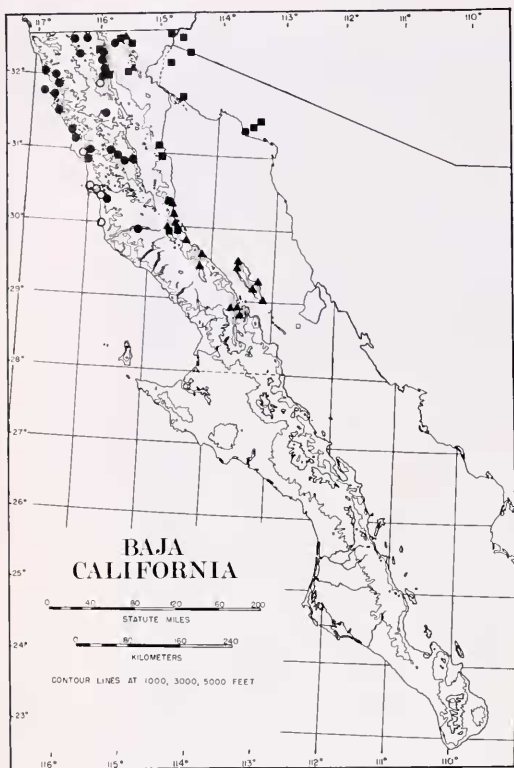 117° 116° 115° 114° 113° 112° 111° 110°
32°
31°
30°
29°
28°
27°
26°
25°
24°
23°
BAJA
CALIFORNIA
0 40 80 120 160 200
STATUTE MILES
0 80 160 240
KILOMETERS
CONTOUR LINES AT 1000, 3000, 5000 FEET
116° 115° 114° 113° 112° 111° 110°